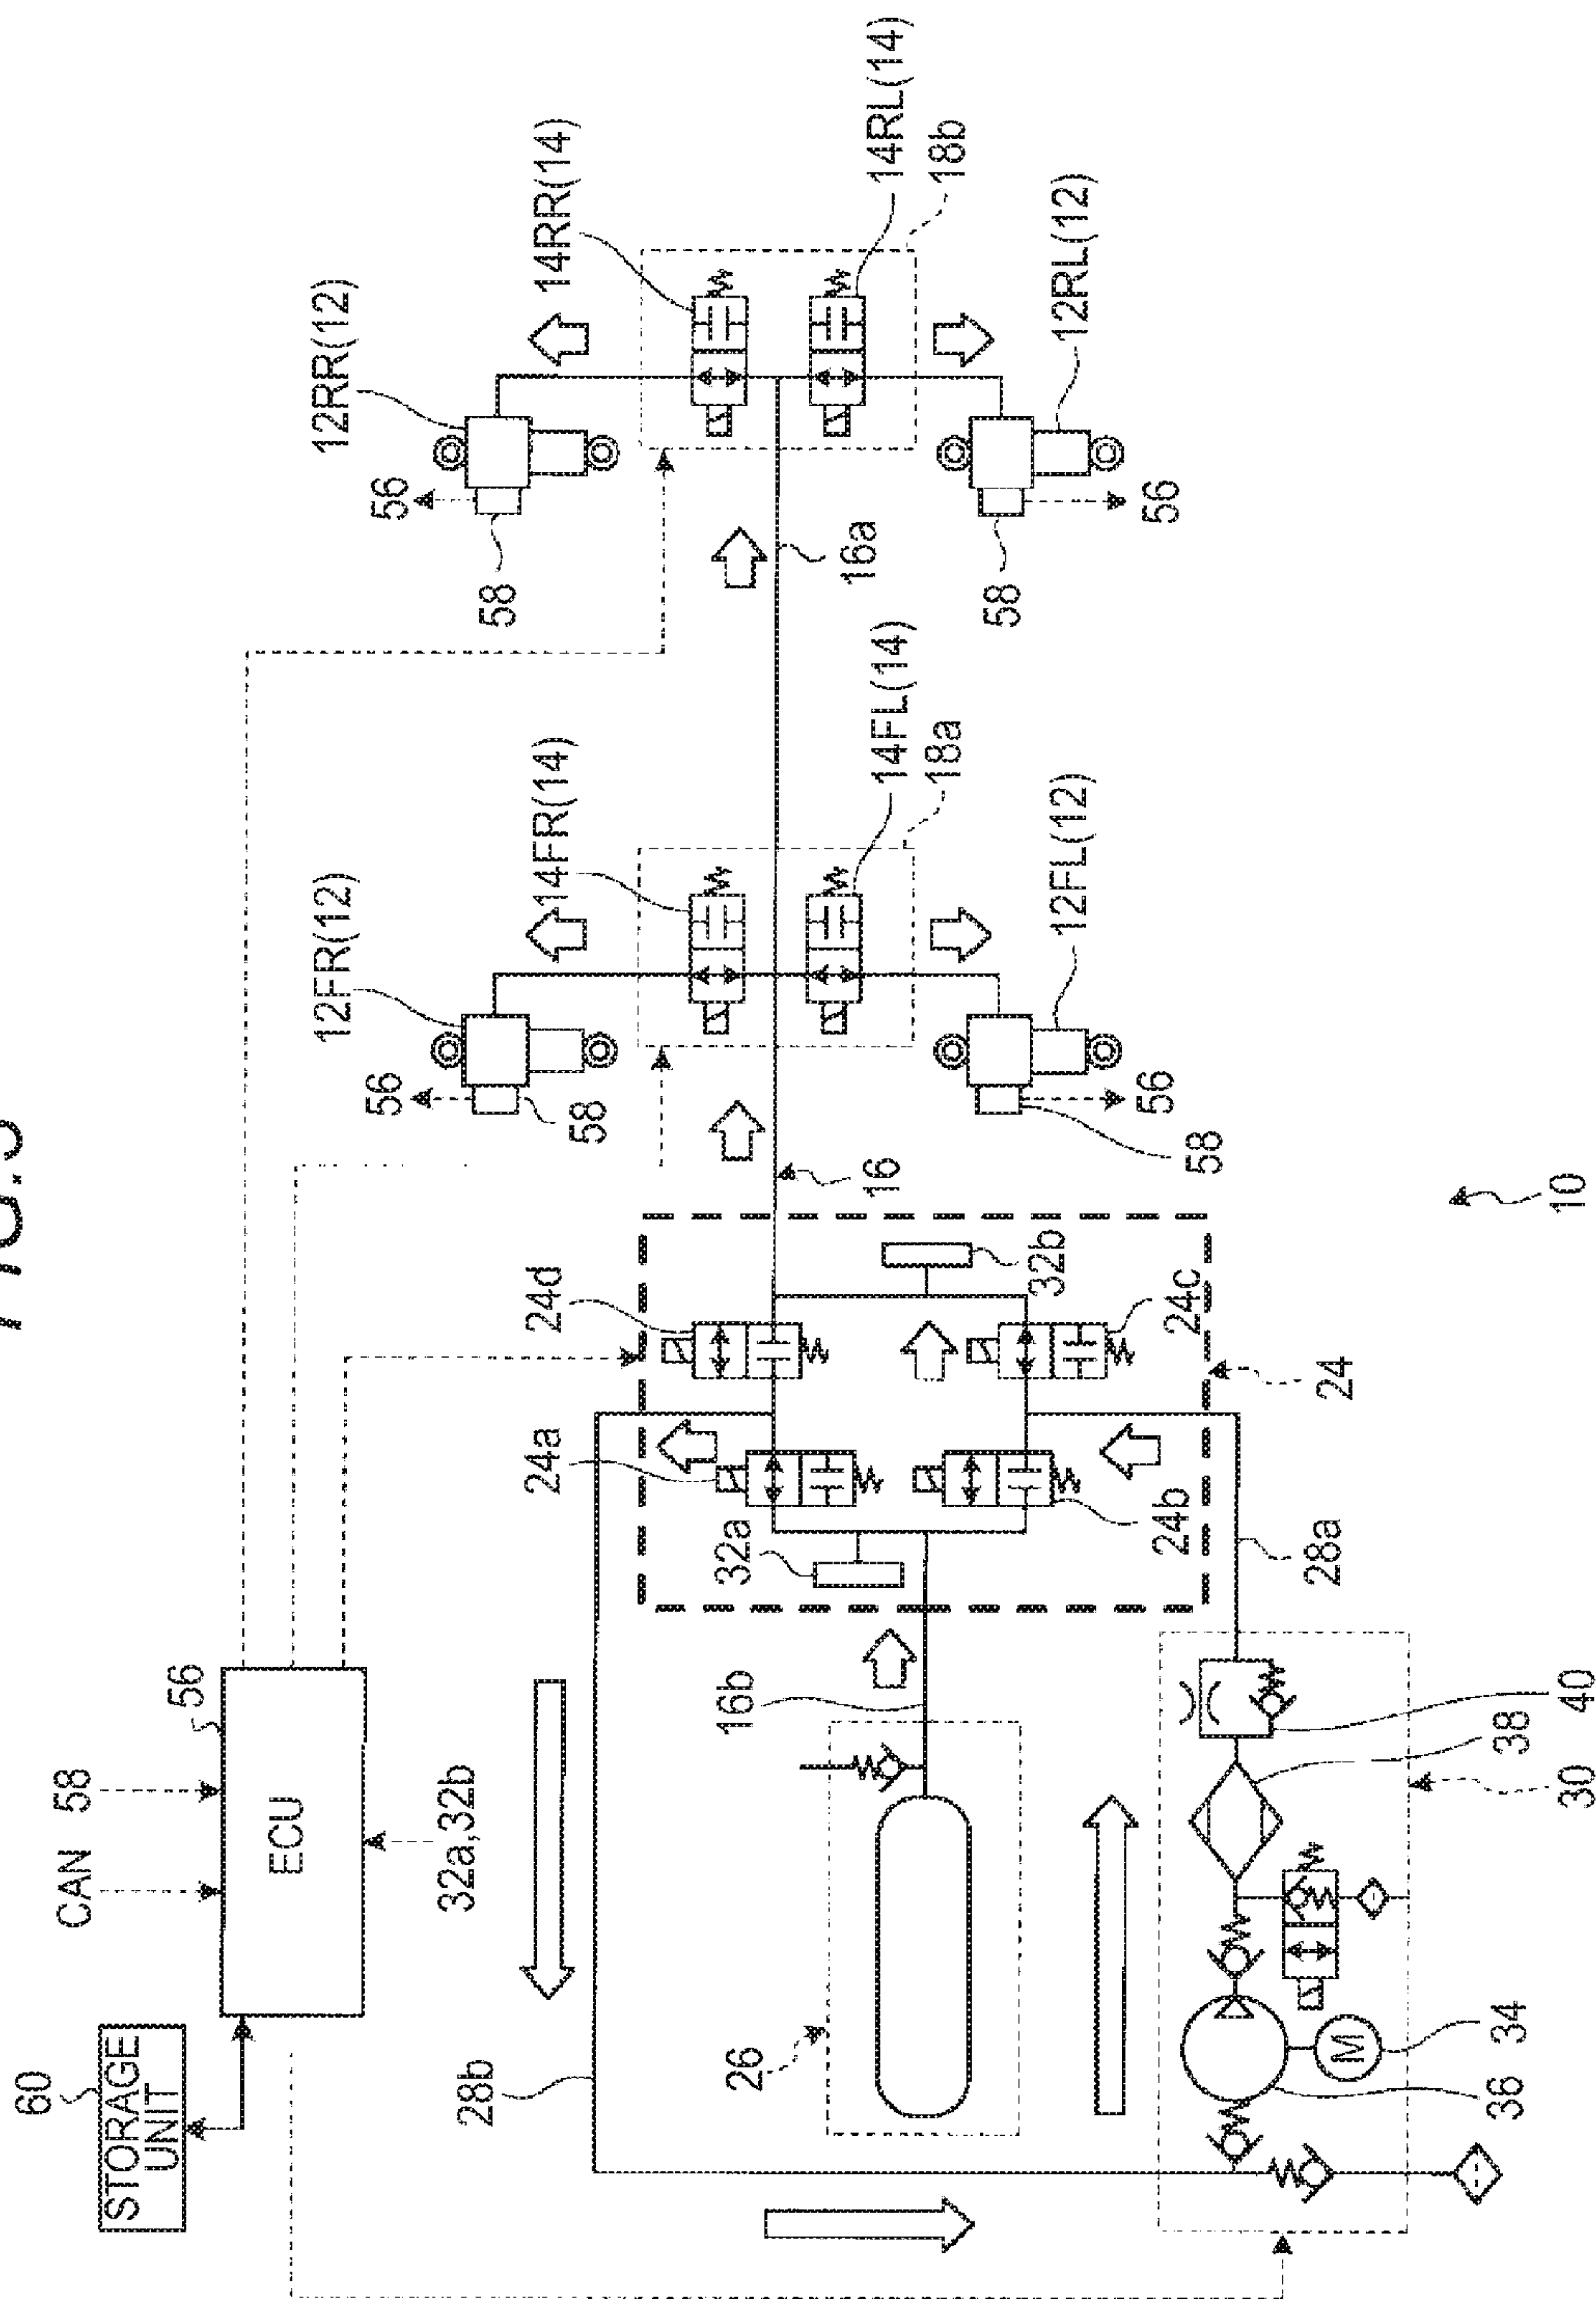 FIG.3
60
STORAGE
UNIT
CAN 58
56
ECU
32a,32b
28b
26
16b
32a
24a
24d
24b
24c
32b
24
28a
30
40
38
36
34
M
16
10
12FR(12)
56
58
14FR(14)
14FL(14)
18a
12FL(12)
56
58
16a
12RR(12)
56
58
14RR(14)
14RL(14)
18b
12RL(12)
56
58